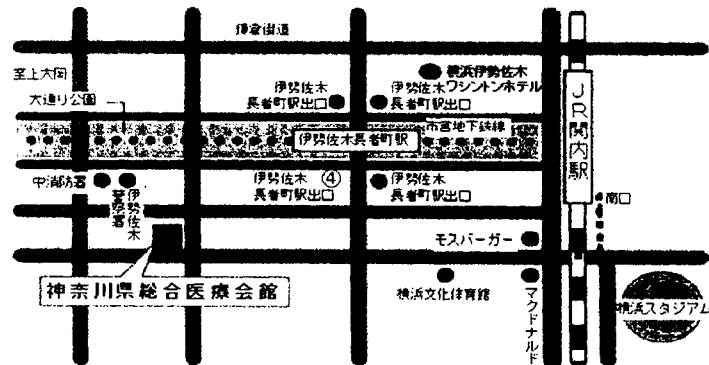 鎌倉街道
至上大岡
大通り公園
伊勢佐木
長者町駅出口
伊勢佐木
長者町駅出口
横浜伊勢佐木
ワシントンホテル
JR関内駅
伊勢佐木長者町駅
市営地下鉄線
中消防署
伊勢佐木
警察署
伊勢佐木
長者町駅出口
④
伊勢佐木
長者町駅出口
南口
モスバーガー
神奈川県総合医療会館
横浜文化体育館
マクドナルド
横浜スタジアム